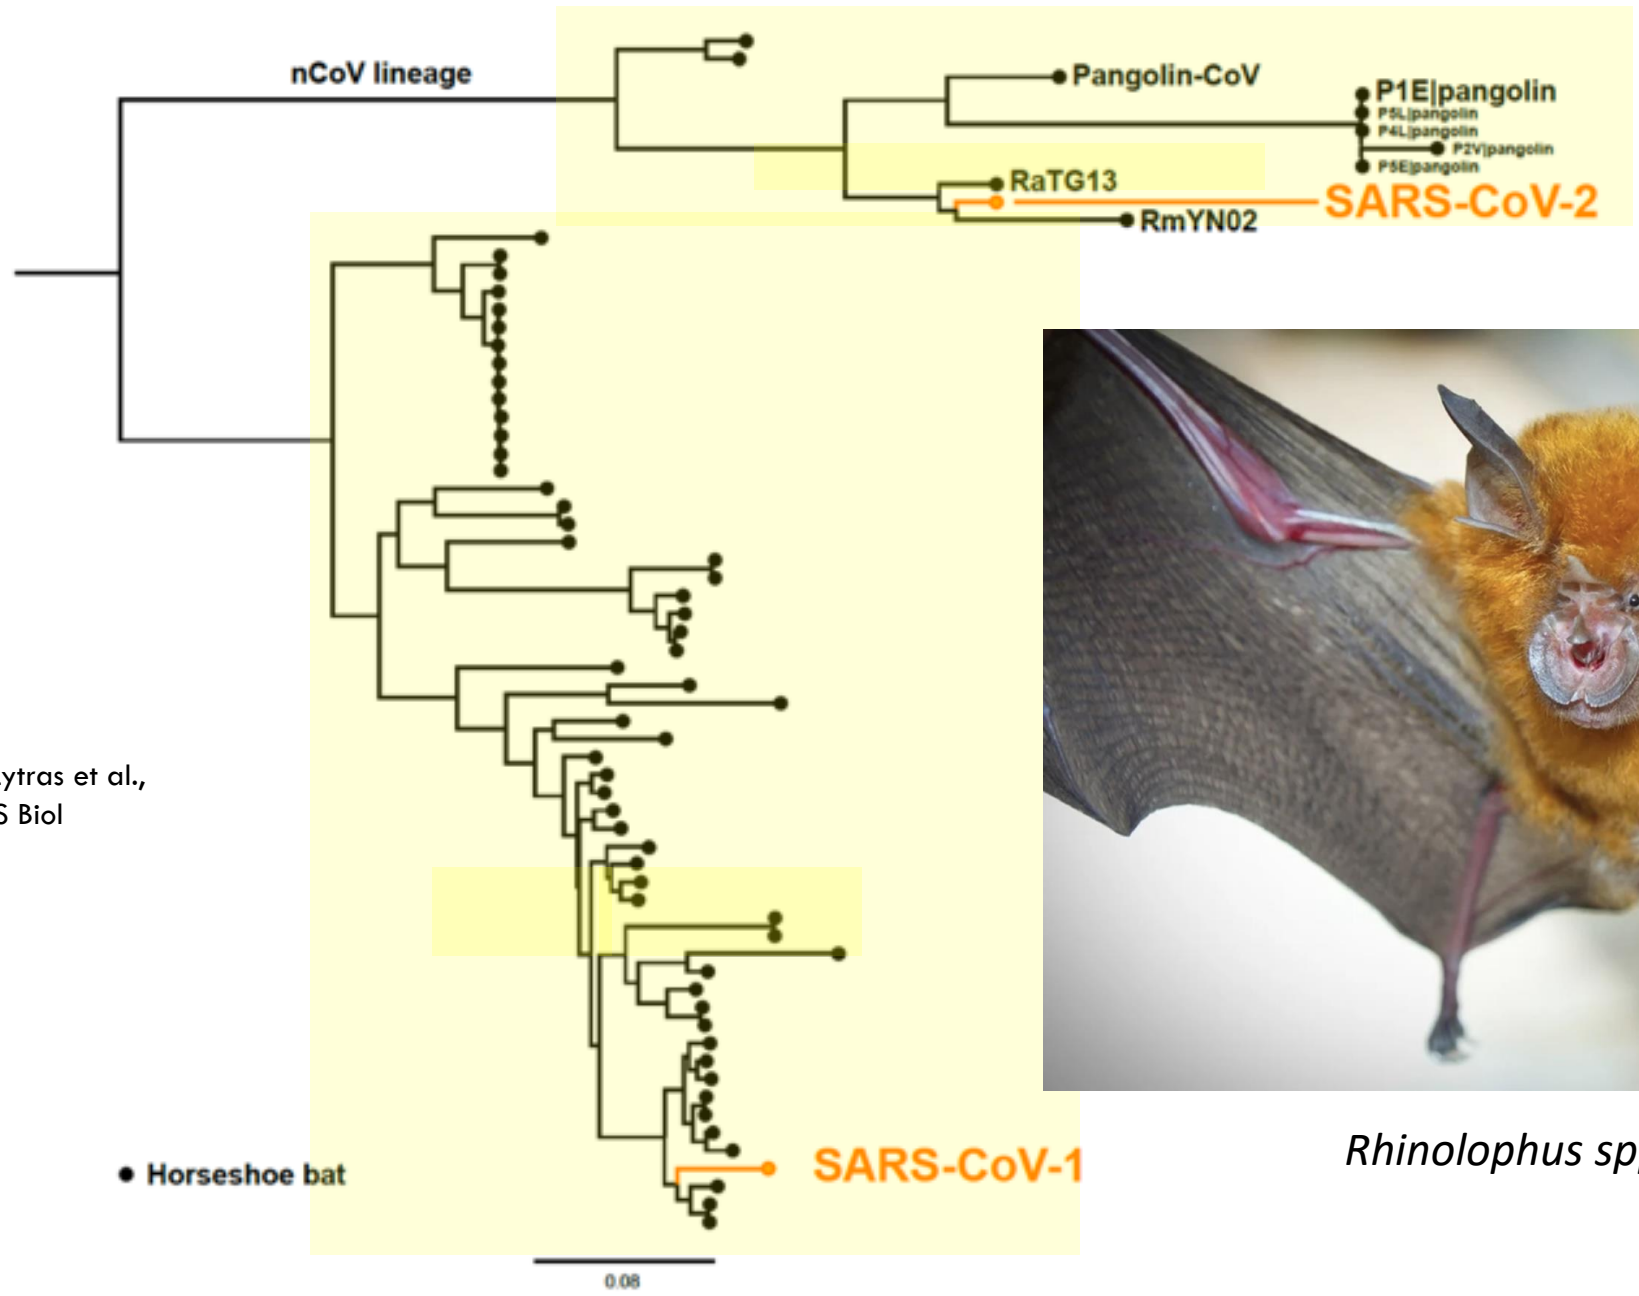 nCoV lineage
Pangolin-CoV
P1E|pangolin
P5L|pangolin
P4L|pangolin
P2V|pangolin
P5E|pangolin
RaTG13
SARS-CoV-2
RmYN02
ytras et al.,
S Biol
Horseshoe bat
SARS-CoV-1
Rhinolophus sp
0.08